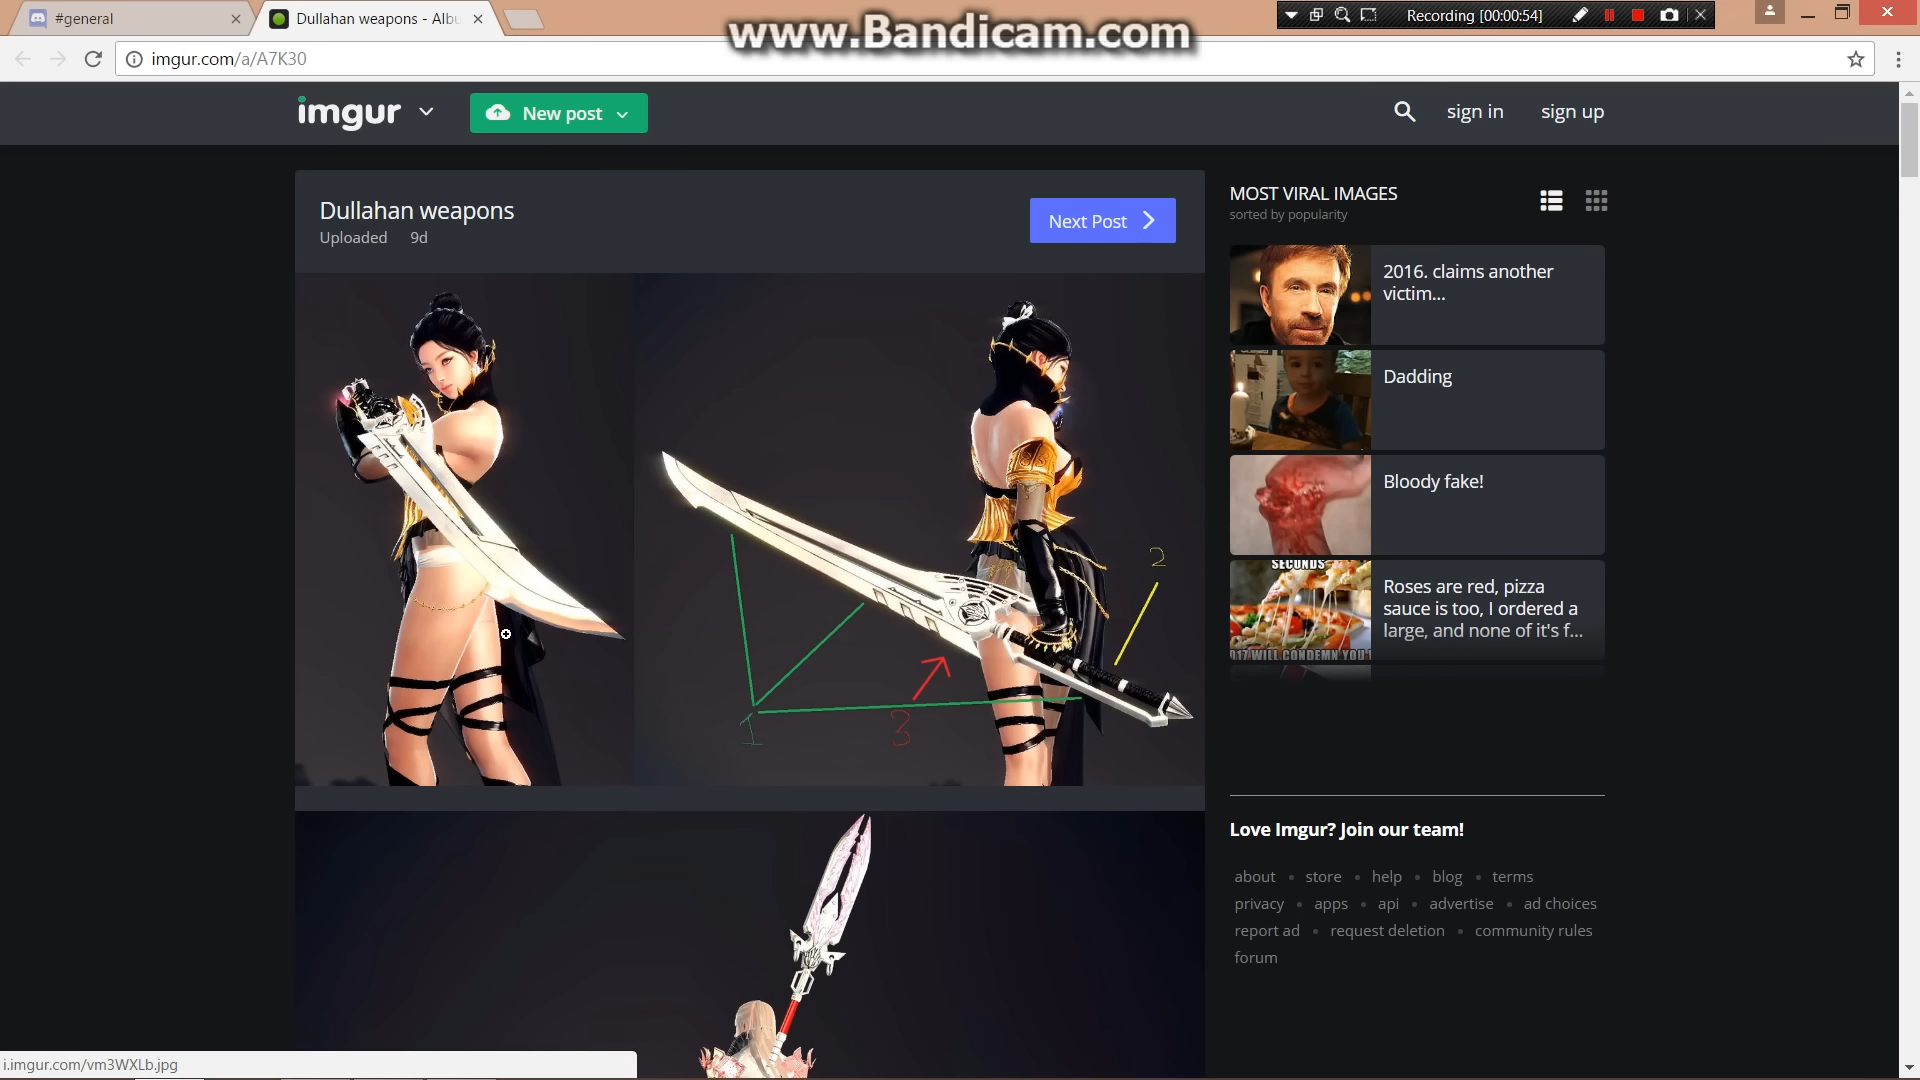 #general
Dullahan weapons - Albu
www.Bandicam.com
Recording [00:00:54]
imgur.com/a/A7K30
imgur
New post
sign in
sign up
Dullahan weapons
Uploaded 9d
Next Post
MOST VIRAL IMAGES
sorted by popularity
2016. claims another
victim...
Dadding
Bloody fake!
SECONDS
Roses are red, pizza
sauce is too, I ordered a
large, and none of it's f...
017 WILL CONDEMN YOU T
2
1
3
Love Imgur? Join our team!
about • store • help • blog • terms
privacy • apps • api • advertise • ad choices
report ad • request deletion • community rules
forum
i.imgur.com/vm3WXLb.jpg